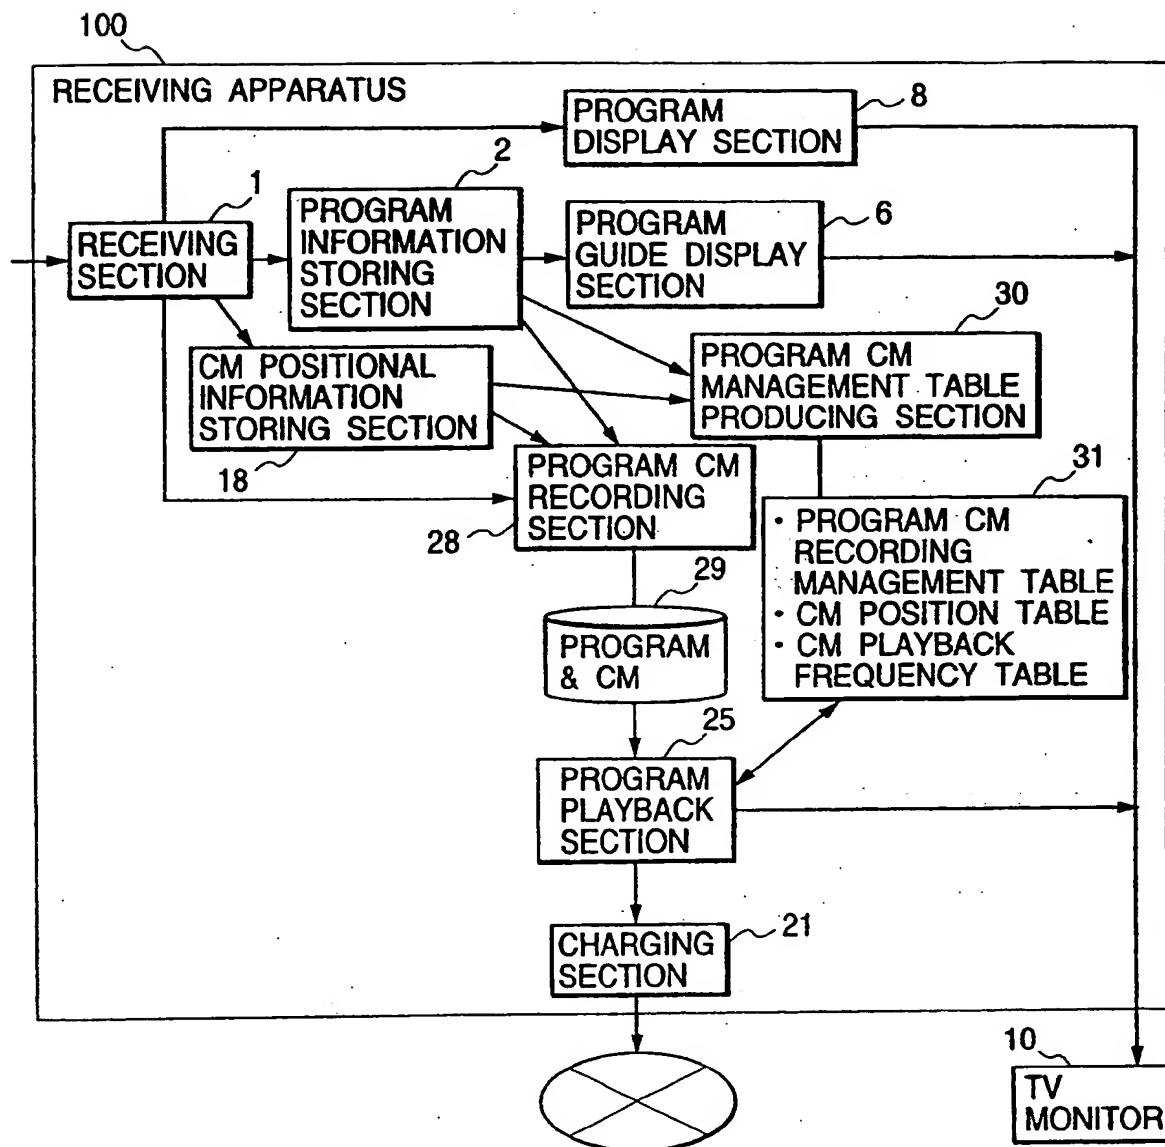 100
RECEIVING APPARATUS
PROGRAM
DISPLAY SECTION
8
1
RECEIVING
SECTION
2
PROGRAM
INFORMATION
STORING
SECTION
PROGRAM
GUIDE DISPLAY
SECTION
6
CM POSITIONAL
INFORMATION
STORING SECTION
18
30
PROGRAM CM
MANAGEMENT TABLE
PRODUCING SECTION
PROGRAM CM
RECORDING
SECTION
28
31
· PROGRAM CM
RECORDING
MANAGEMENT TABLE
· CM POSITION TABLE
· CM PLAYBACK
FREQUENCY TABLE
29
PROGRAM
& CM
25
PROGRAM
PLAYBACK
SECTION
CHARGING
SECTION
21
10
TV
MONITOR